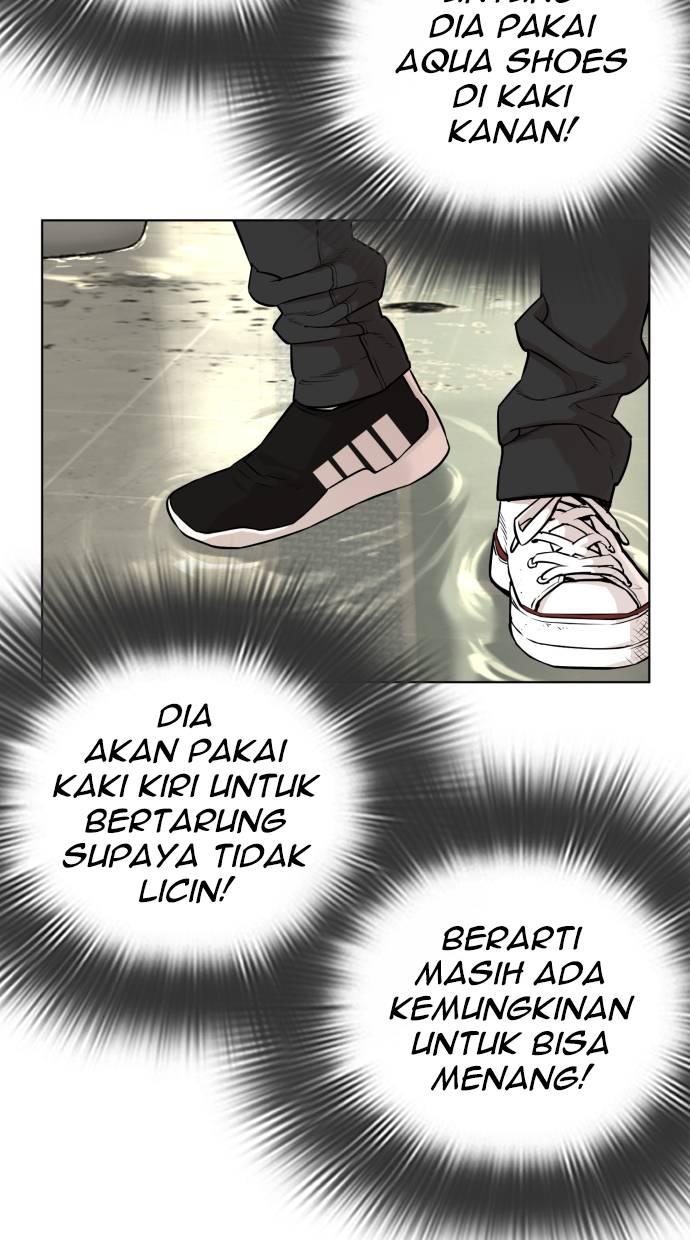 UNTUNG
DIA PAKAI
AQUA SHOES
DI KAKI
KANAN!
DIA
AKAN PAKAI
KAKI KIRI UNTUK
BERTARUNG
SUPAYA TIDAK
LICIN!
BERARTI
MASIH ADA
KEMUNGKINAN
UNTUK BISA
MENANG!